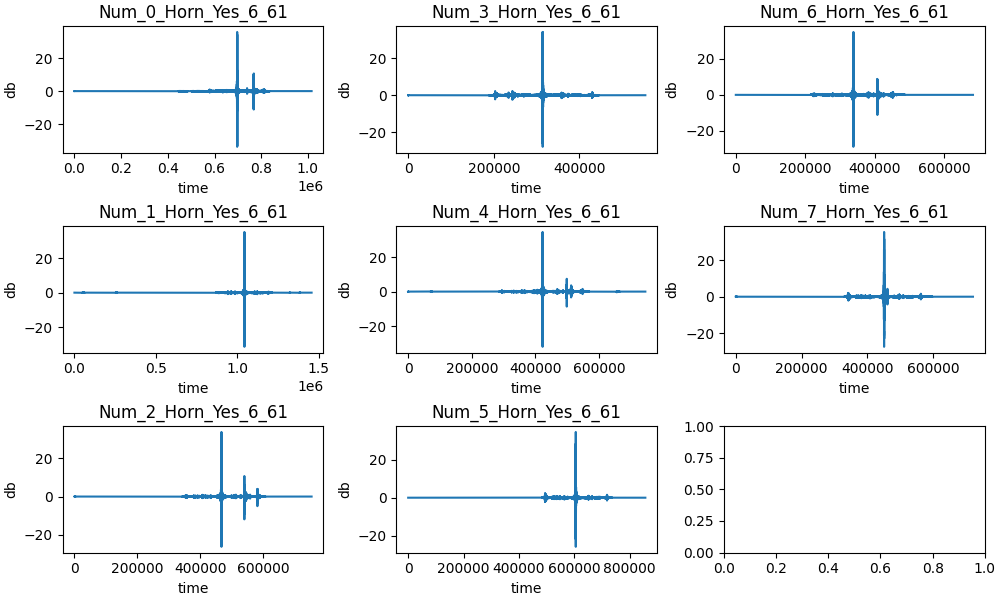 Num_0_Horn_Yes_6_61
20
0
−20
db
0.0 0.2 0.4 0.6 0.8 1.0
time 1e6
Num_3_Horn_Yes_6_61
20
0
−20
db
0 200000 400000
time
Num_6_Horn_Yes_6_61
20
0
−20
db
0 200000 400000 600000
time
Num_1_Horn_Yes_6_61
20
0
−20
db
0.0 0.5 1.0 1.5
time 1e6
Num_4_Horn_Yes_6_61
20
0
−20
db
0 200000 400000 600000
time
Num_7_Horn_Yes_6_61
20
0
−20
db
0 200000 400000 600000
time
Num_2_Horn_Yes_6_61
20
0
−20
db
0 200000 400000 600000
time
Num_5_Horn_Yes_6_61
20
0
−20
db
0 200000 400000 600000 800000
time
1.00
0.75
0.50
0.25
0.00
0.0 0.2 0.4 0.6 0.8 1.0